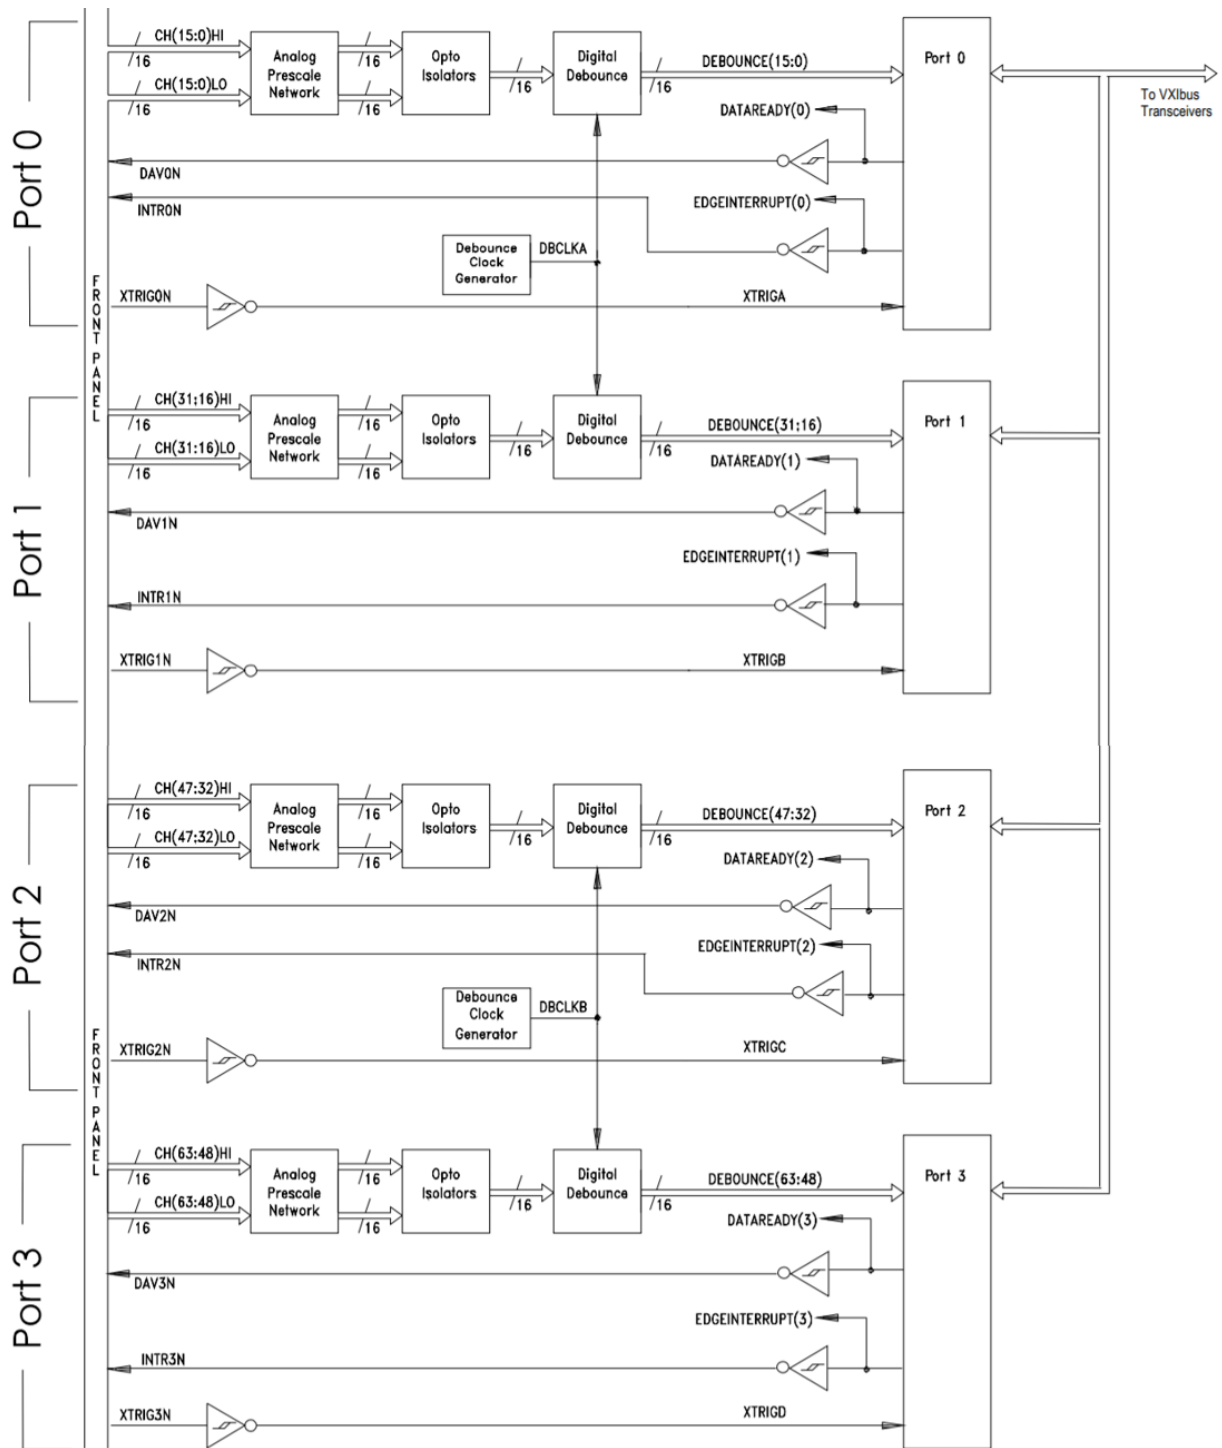 Port 0
CH(15:0)HI
/16
CH(15:0)LO
/16
Analog
Prescale
Network
/16
/16
Opto
Isolators
/16
Digital
Debounce
/16
DEBOUNCE(15:0)
Port 0
To VXIbus
Transceivers
DATAREADY(0)
DAV0N
INTR0N
EDGEINTERRUPT(0)
Debounce
Clock
Generator
DBCLKA
XTRIG0N
XTRIGA
FRONT PANEL
Port 1
CH(31:16)HI
/16
CH(31:16)LO
/16
Analog
Prescale
Network
/16
/16
Opto
Isolators
/16
Digital
Debounce
/16
DEBOUNCE(31:16)
Port 1
DATAREADY(1)
DAV1N
EDGEINTERRUPT(1)
INTR1N
XTRIG1N
XTRIGB
Port 2
CH(47:32)HI
/16
CH(47:32)LO
/16
Analog
Prescale
Network
/16
/16
Opto
Isolators
/16
Digital
Debounce
/16
DEBOUNCE(47:32)
Port 2
DATAREADY(2)
DAV2N
EDGEINTERRUPT(2)
INTR2N
Debounce
Clock
Generator
DBCLKB
XTRIG2N
XTRIGC
FRONT PANEL
Port 3
CH(63:48)HI
/16
CH(63:48)LO
/16
Analog
Prescale
Network
/16
/16
Opto
Isolators
/16
Digital
Debounce
/16
DEBOUNCE(63:48)
Port 3
DATAREADY(3)
DAV3N
EDGEINTERRUPT(3)
INTR3N
XTRIG3N
XTRIGD